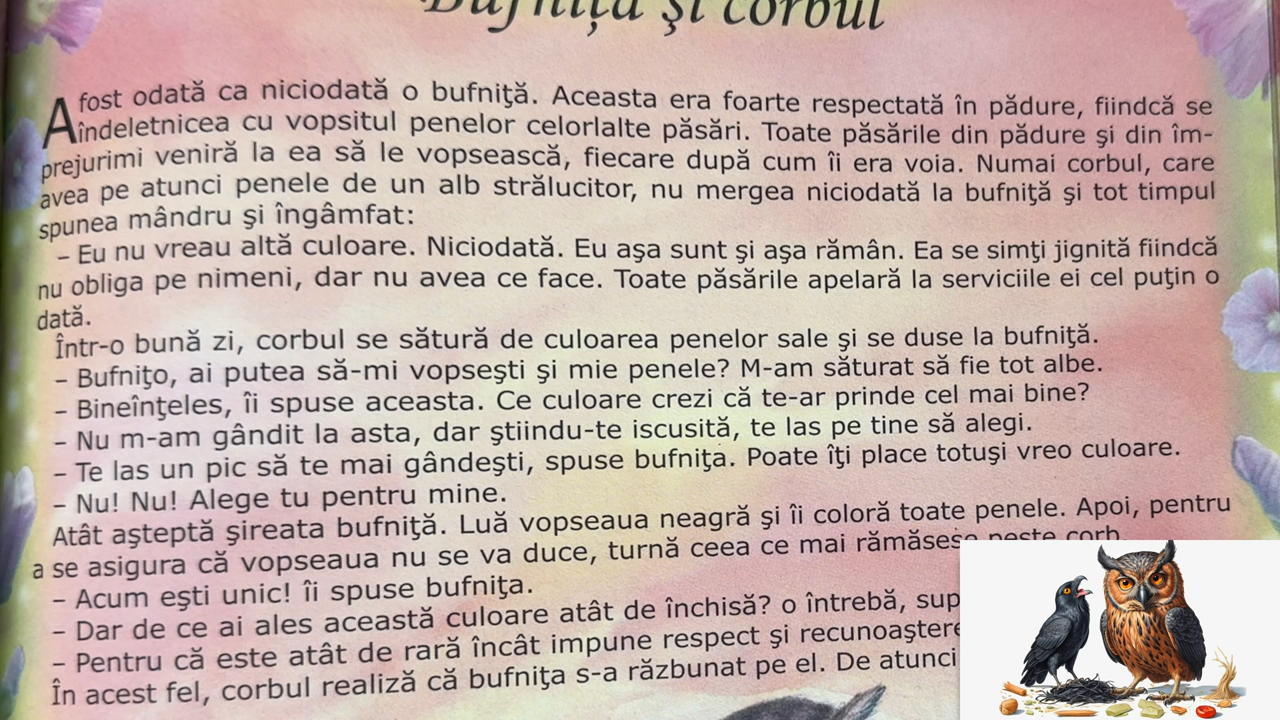 Bufnița şi corbul
A fost odată ca niciodată o bufniţă. Aceasta era foarte respectată în pădure, fiindcă se
îndeletnicea cu vopsitul penelor celorlalte păsări. Toate păsările din pădure şi din îm-
prejurimi veniră la ea să le vopsească, fiecare după cum îi era voia. Numai corbul, care
avea pe atunci penele de un alb strălucitor, nu mergea niciodată la bufniţă şi tot timpul
spunea mândru şi îngâmfat:
– Eu nu vreau altă culoare. Niciodată. Eu aşa sunt şi aşa rămân. Ea se simţi jignită fiindcă
nu obliga pe nimeni, dar nu avea ce face. Toate păsările apelară la serviciile ei cel puţin o
dată.
Într-o bună zi, corbul se sătură de culoarea penelor sale şi se duse la bufniţă.
– Bufniţo, ai putea să-mi vopseşti şi mie penele? M-am săturat să fie tot albe.
– Bineînţeles, îi spuse aceasta. Ce culoare crezi că te-ar prinde cel mai bine?
– Nu m-am gândit la asta, dar ştiindu-te iscusită, te las pe tine să alegi.
– Te las un pic să te mai gândeşti, spuse bufniţa. Poate îţi place totuşi vreo culoare.
– Nu! Nu! Alege tu pentru mine.
Atât aşteptă şireata bufniţă. Luă vopseaua neagră şi îi coloră toate penele. Apoi, pentru
a se asigura că vopseaua nu se va duce, turnă ceea ce mai rămăsese peste corb.
– Acum eşti unic! îi spuse bufniţa.
– Dar de ce ai ales această culoare atât de închisă? o întrebă,
– Pentru că este atât de rară încât impune respect şi
În acest fel, corbul realiză că bufniţa s-a răzbunat pe el. De atunci